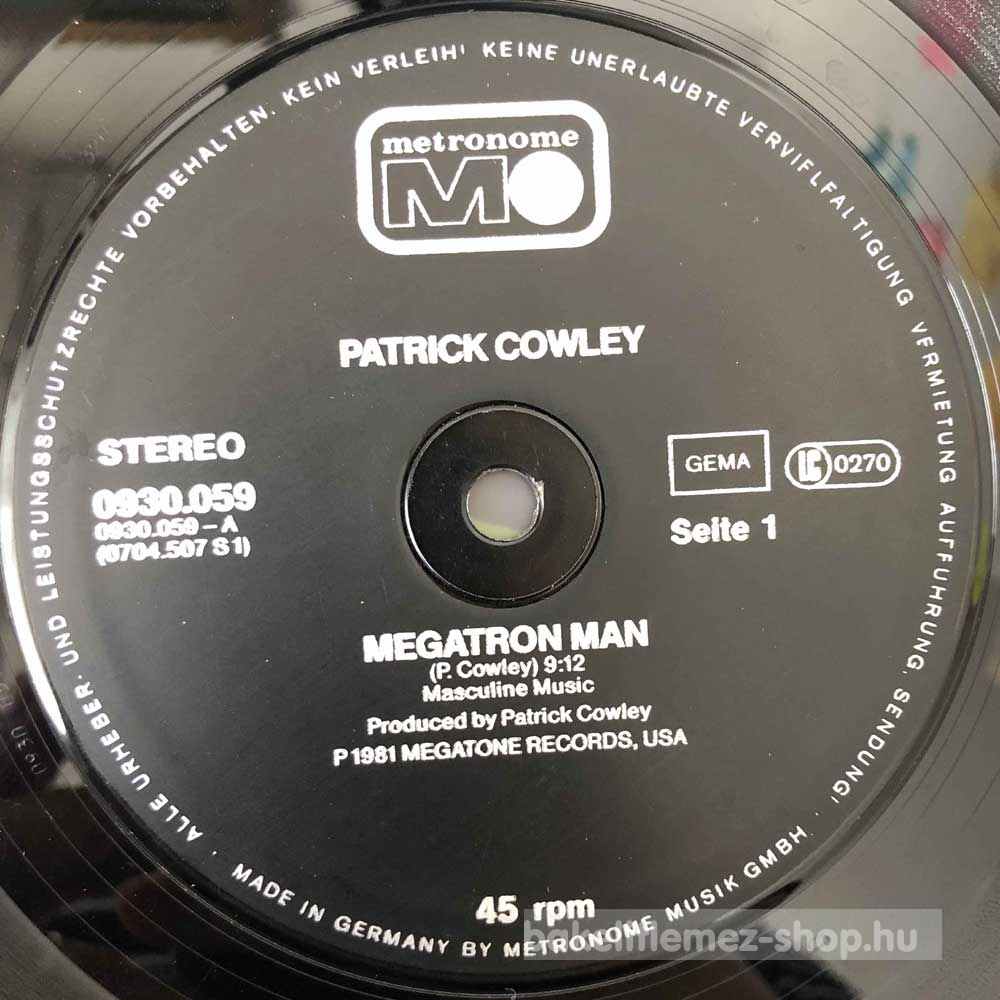 ALLE URHEBER- UND LEISTUNGSSCHUTZRECHTE VORBEHALTEN. KEIN VERLEIH! KEINE UNERLAUBTE VERVIFLFALTIGUNG VERMIETUNG AUFFUHRUNG, SENDUNG!
metronome
MO
PATRICK COWLEY
STEREO
0930.059
0930.059 – A
(0704.507 S 1)
GEMA
LC 0270
Seite 1
MEGATRON MAN
(P. Cowley) 9:12
Masculine Music
Produced by Patrick Cowley
P 1981 MEGATONE RECORDS, USA
45 rpm
MADE IN GERMANY BY METRONOME MUSIK GMBH
bakelitlemez-shop.hu